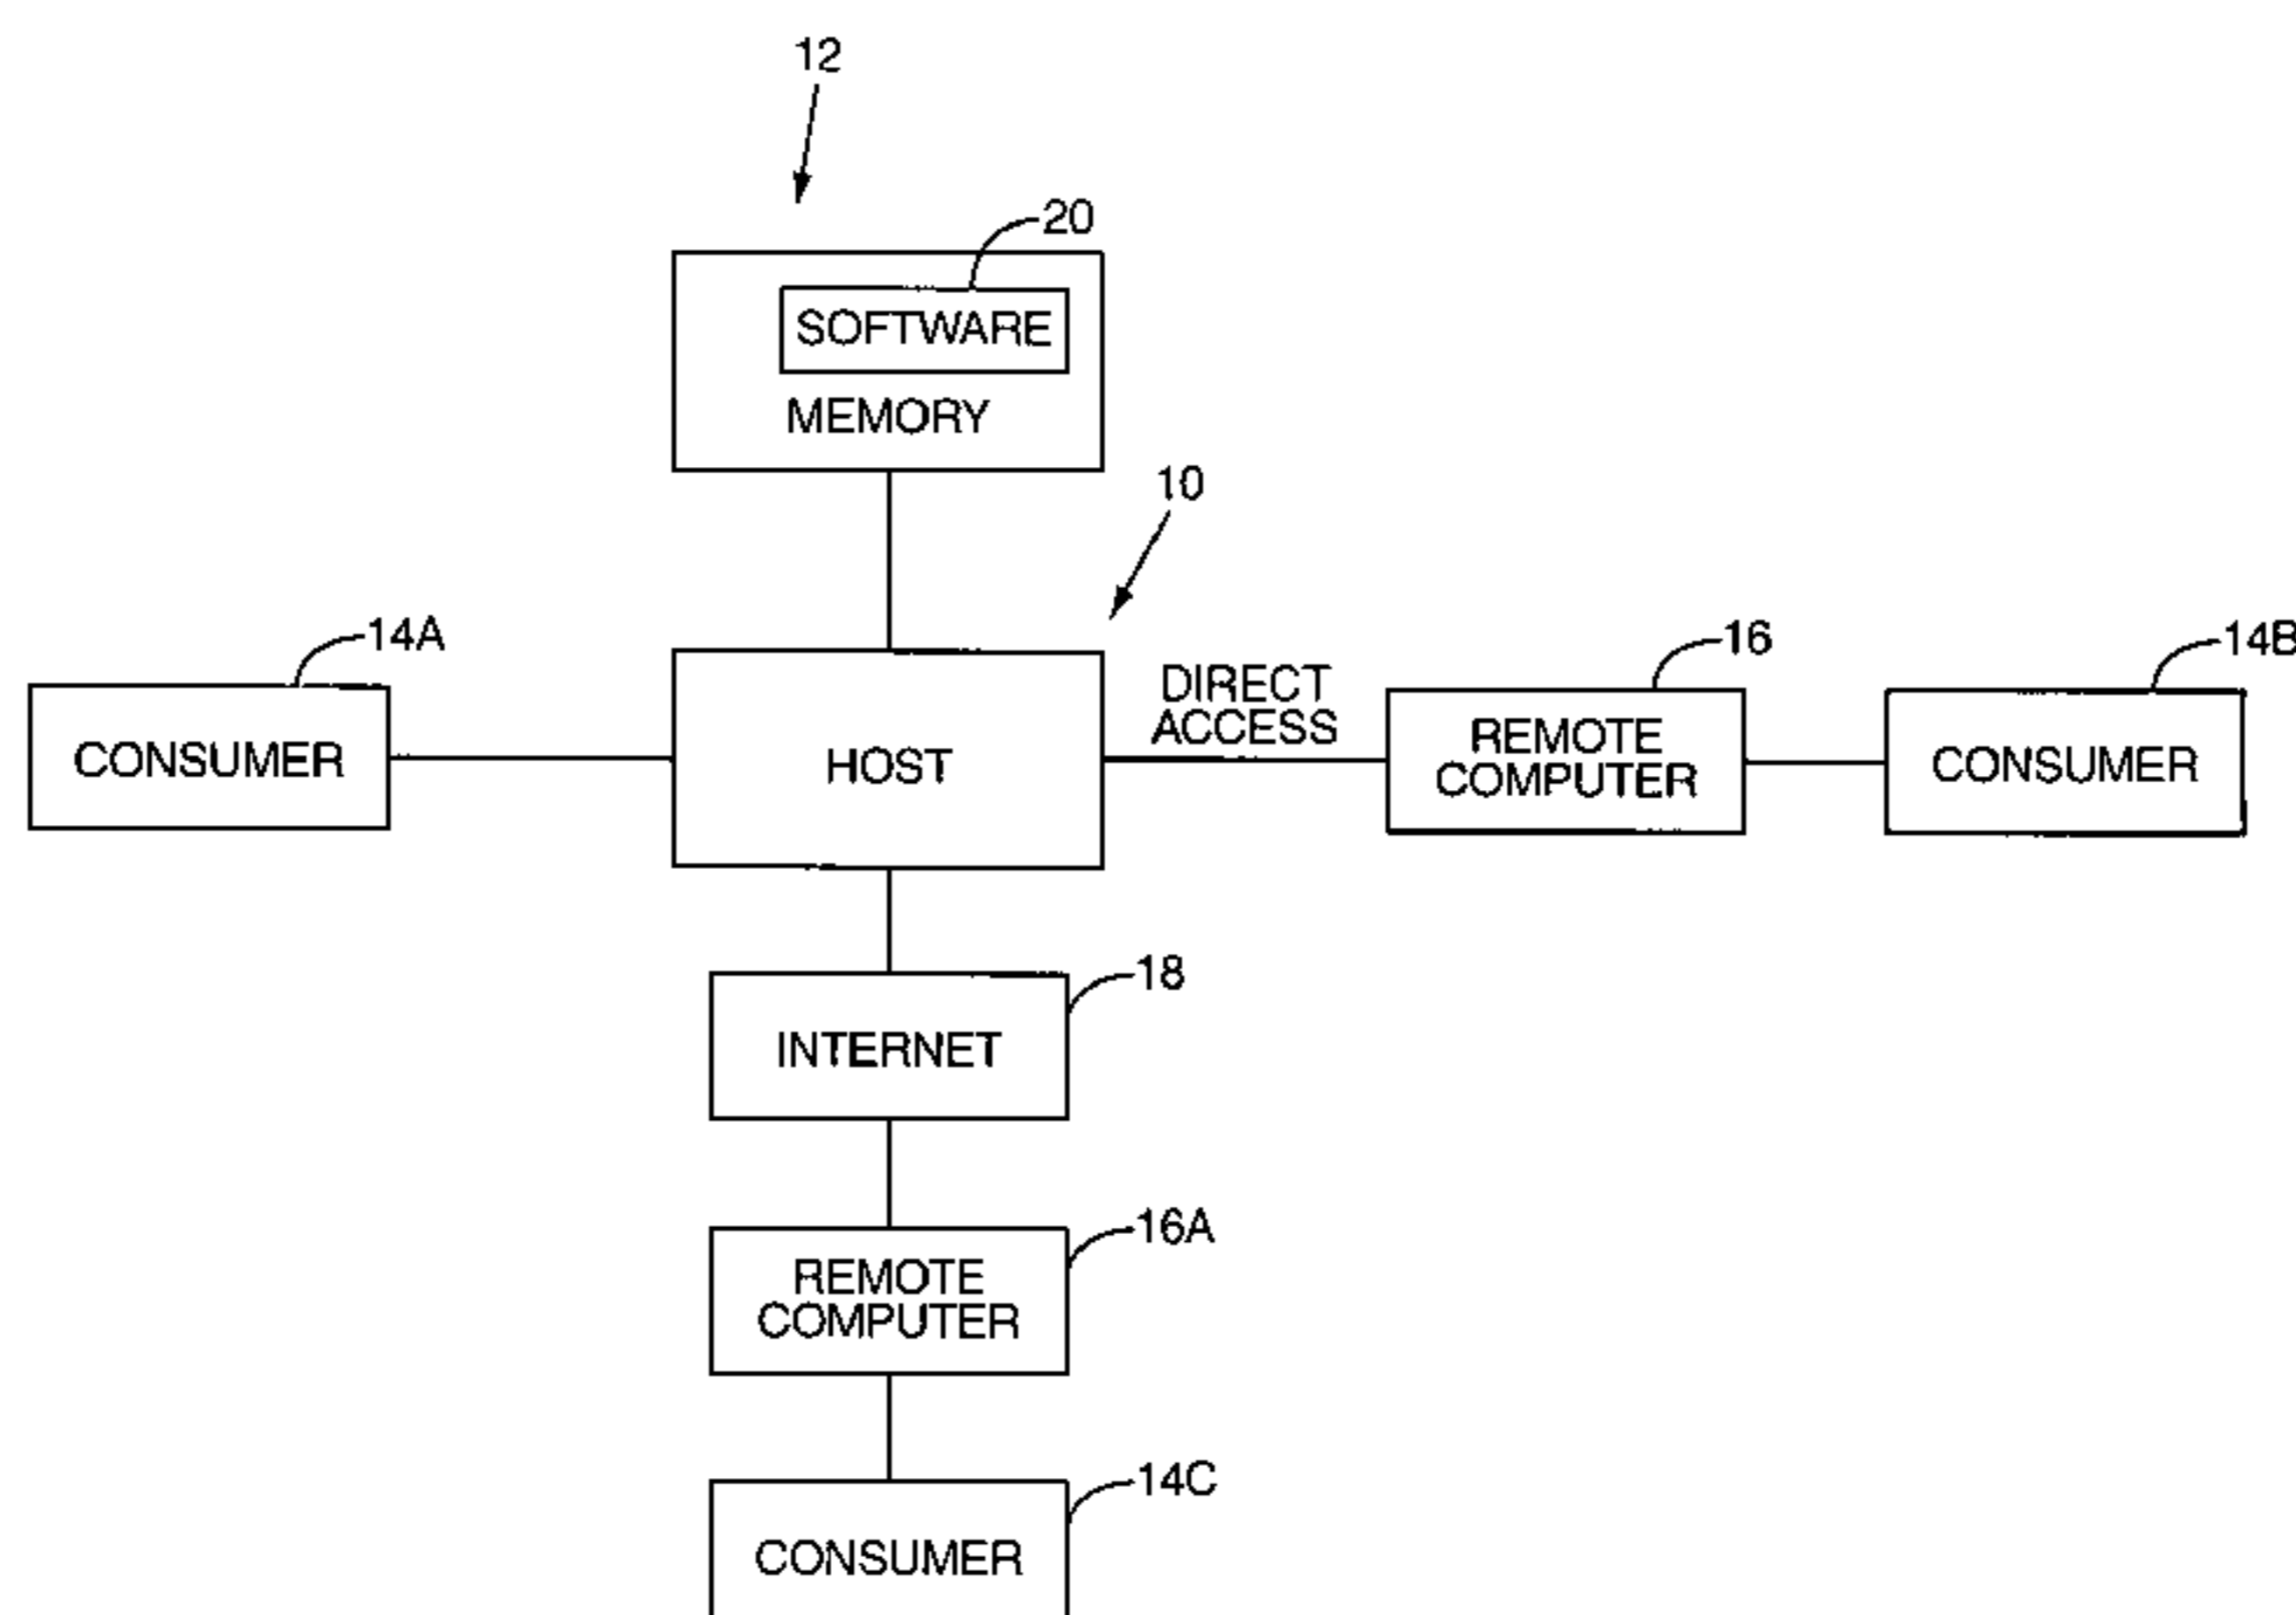 12
20
SOFTWARE
MEMORY
10
14A
16
14B
DIRECT
ACCESS
CONSUMER
HOST
REMOTE
COMPUTER
CONSUMER
18
INTERNET
16A
REMOTE
COMPUTER
14C
CONSUMER